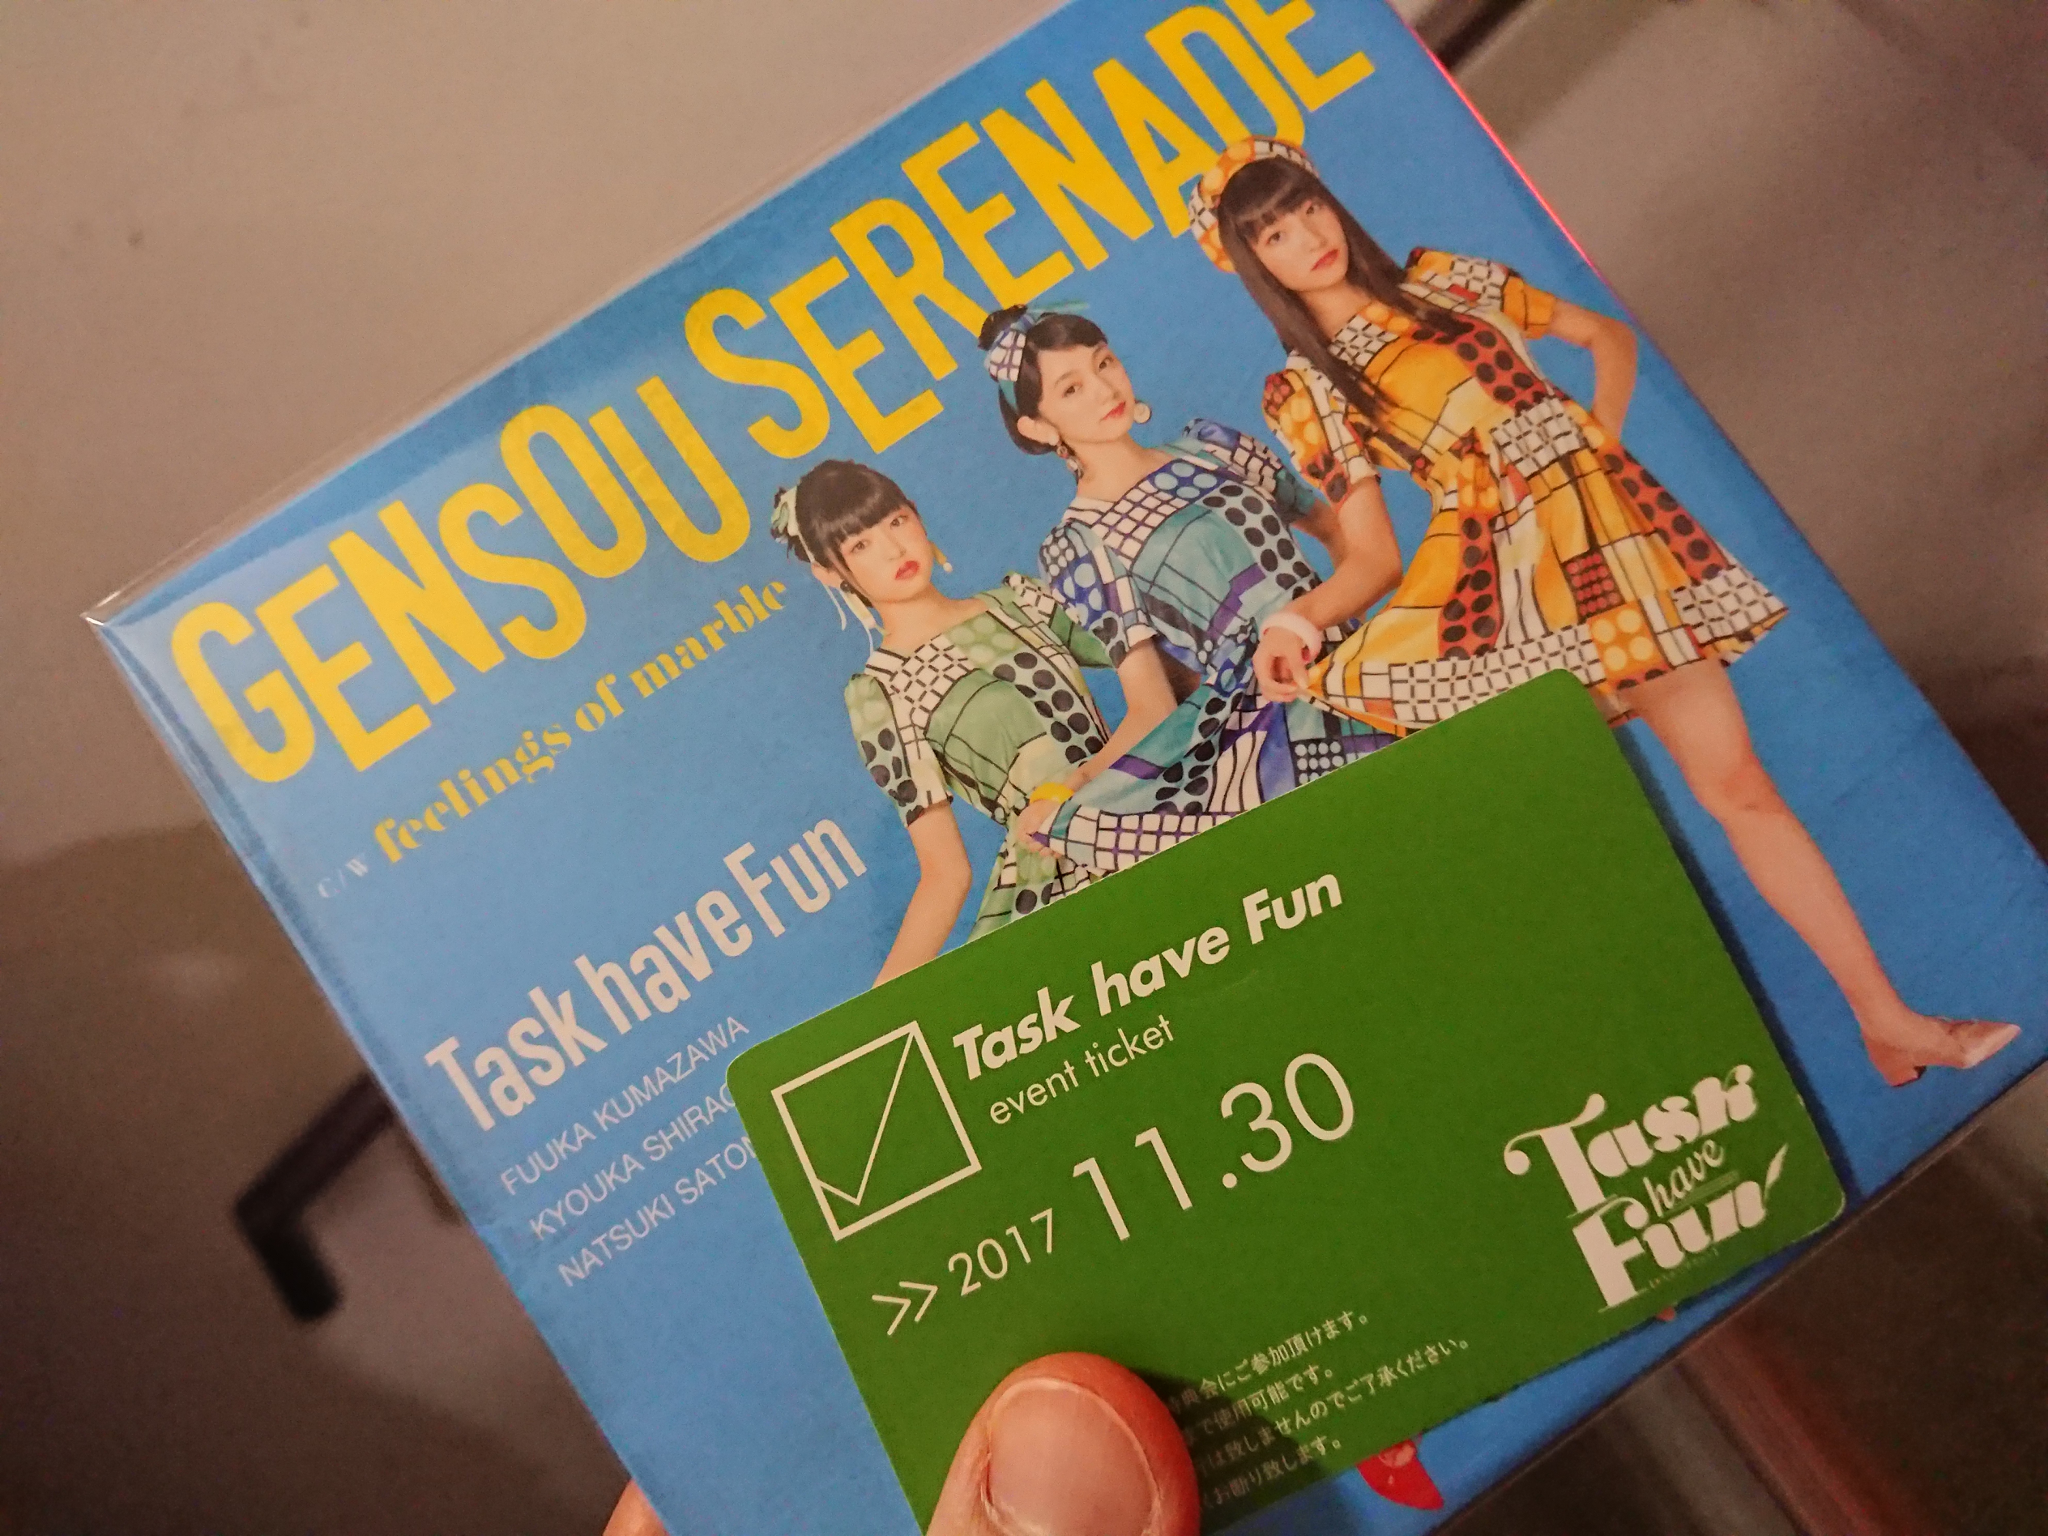 GENSOU SERENADE
C/W feelings of marble
Task have Fun
FUUKA KUMAZAWA
KYOUKA
NATSUKI
Task have Fun
event ticket
>> 2017 11.30
Task
have
Fun
典会にご参加頂けます。
で使用可能です。
は致しませんのでご了承ください。
お断り致します。